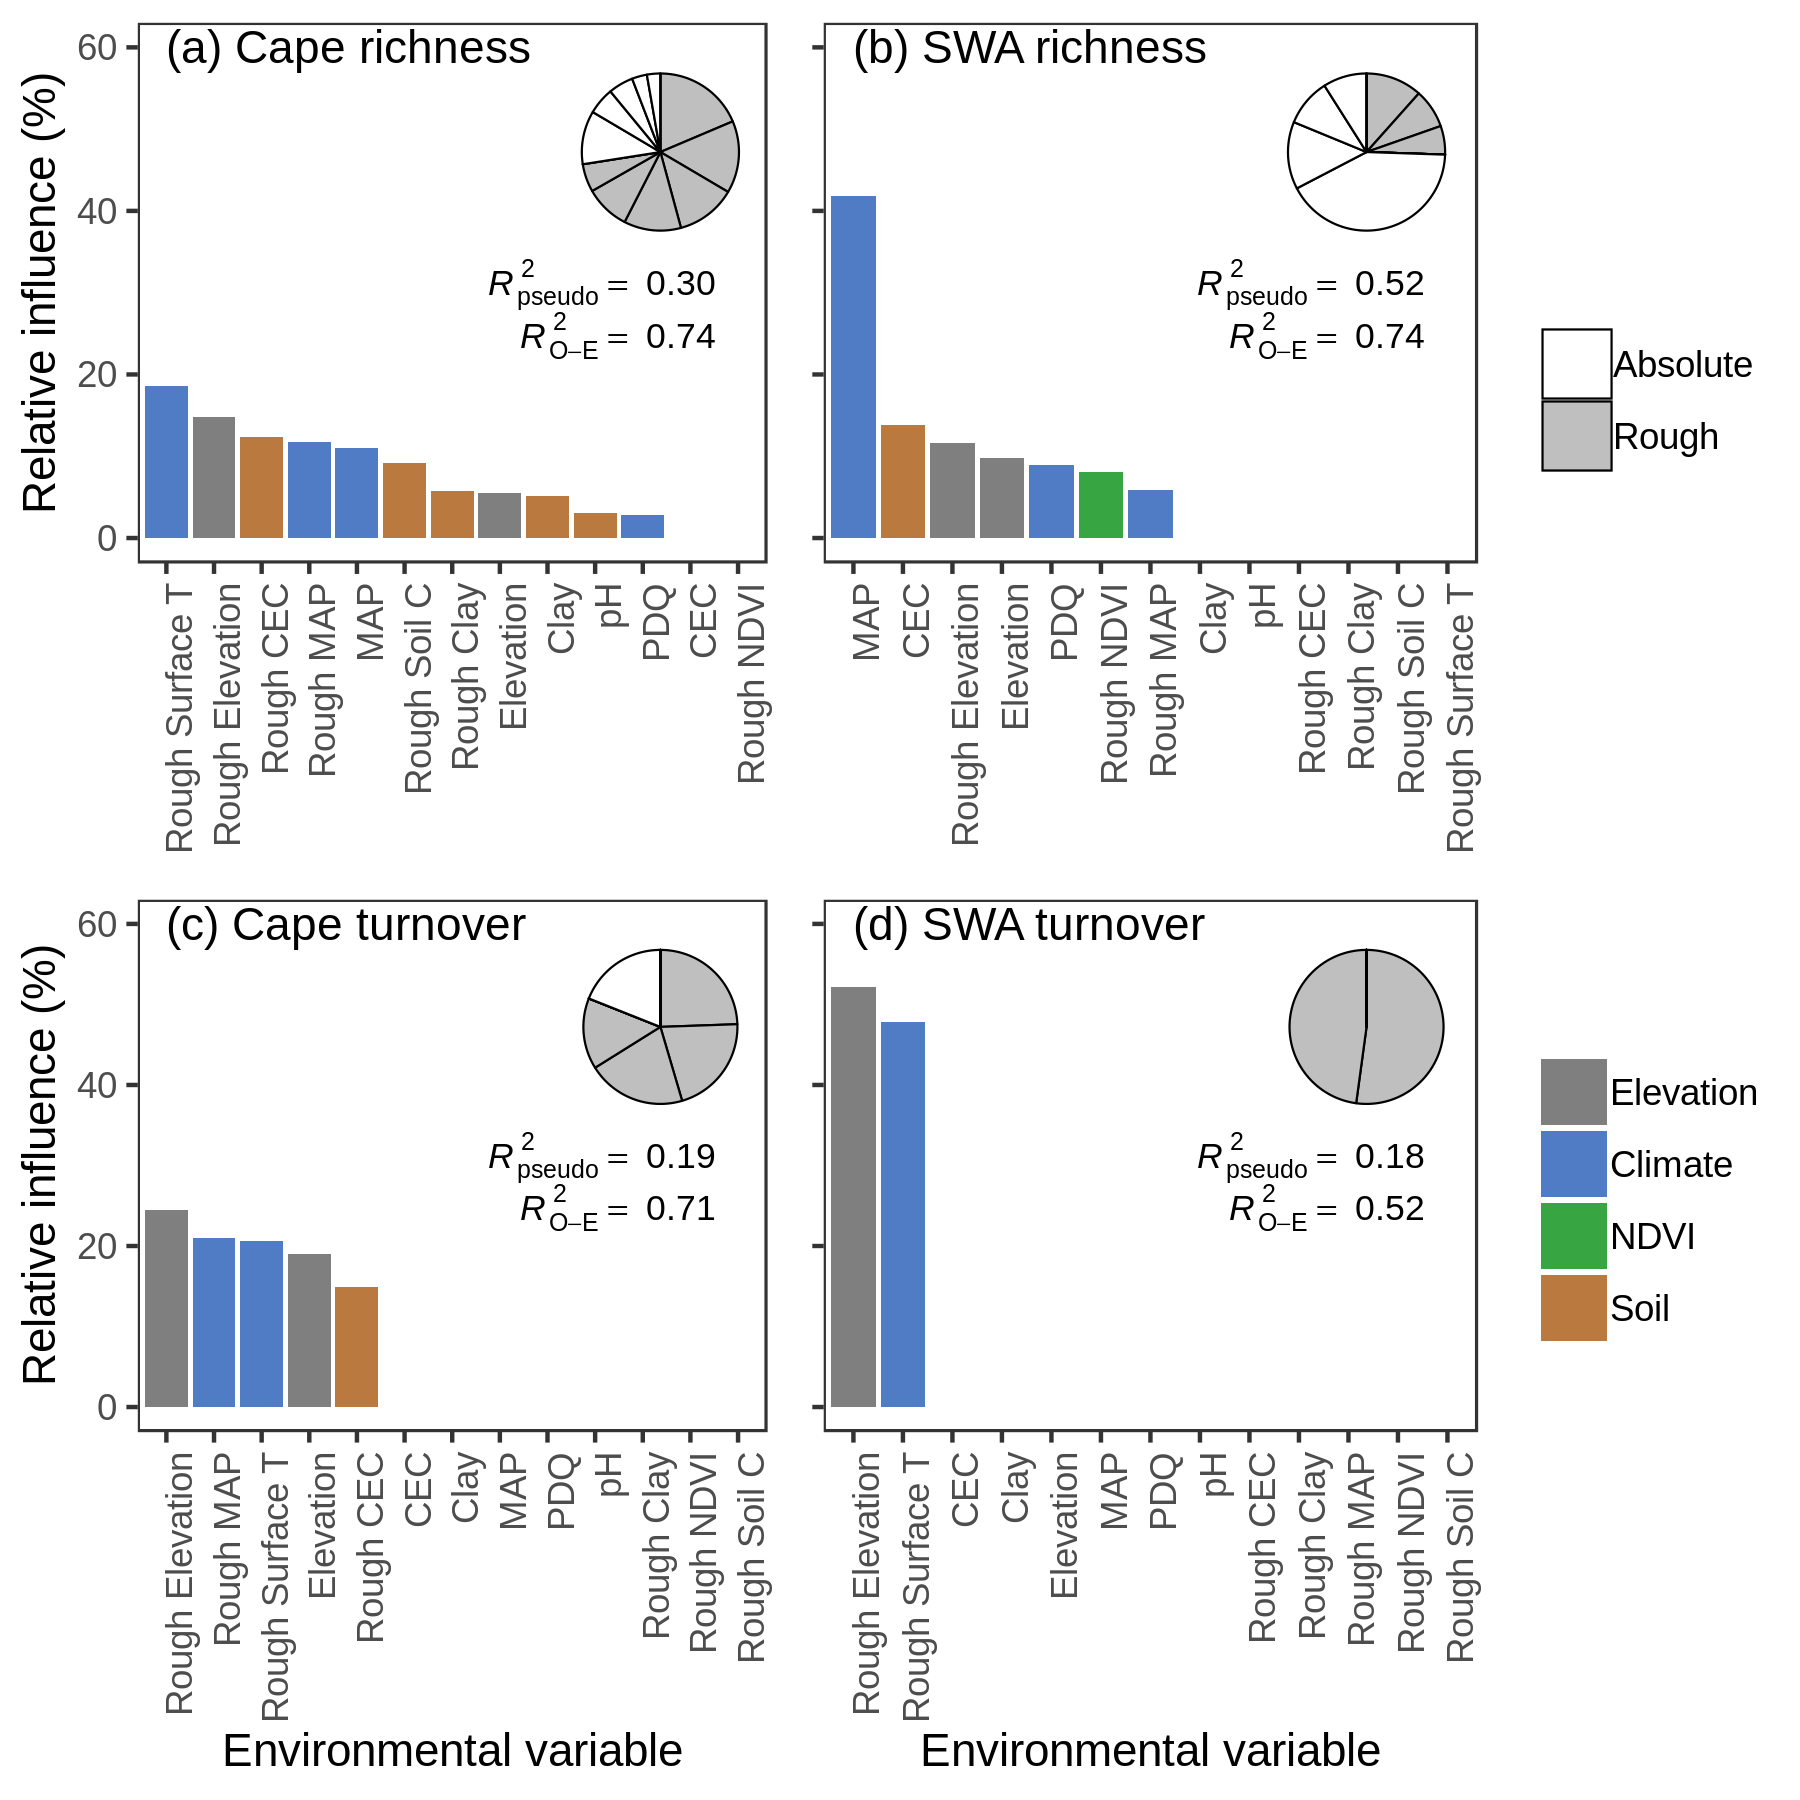 (a) Cape richness
(b) SWA richness
Relative influence (%)
60
40
20
0
R²pseudo = 0.30
R²O–E = 0.74
R²pseudo = 0.52
R²O–E = 0.74
Rough Surface T
Rough Elevation
Rough CEC
Rough MAP
MAP
Rough Soil C
Rough Clay
Elevation
Clay
pH
PDQ
CEC
Rough NDVI
MAP
CEC
Rough Elevation
Elevation
PDQ
Rough NDVI
Rough MAP
Clay
pH
Rough CEC
Rough Clay
Rough Soil C
Rough Surface T
Absolute
Rough
(c) Cape turnover
(d) SWA turnover
Relative influence (%)
60
40
20
0
R²pseudo = 0.19
R²O–E = 0.71
R²pseudo = 0.18
R²O–E = 0.52
Rough Elevation
Rough MAP
Rough Surface T
Elevation
Rough CEC
CEC
Clay
MAP
PDQ
pH
Rough Clay
Rough NDVI
Rough Soil C
Rough Elevation
Rough Surface T
CEC
Clay
Elevation
MAP
PDQ
pH
Rough CEC
Rough Clay
Rough MAP
Rough NDVI
Rough Soil C
Elevation
Climate
NDVI
Soil
Environmental variable
Environmental variable